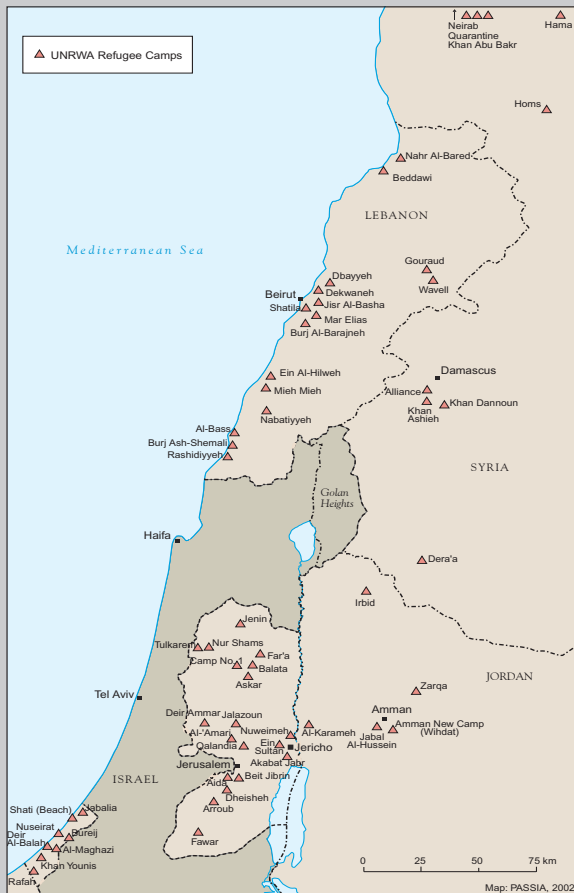 Neirab
Quarantine
Khan Abu Bakr
Hama
UNRWA Refugee Camps
Homs
Nahr Al-Bared
Beddawi
LEBANON
Mediterranean Sea
Gouraud
Wavell
Dbayyeh
Beirut
Dekwaneh
Shatila
Jisr Al-Basha
Mar Elias
Burj Al-Barajneh
Damascus
Ein Al-Hilweh
Mieh Mieh
Alliance
Khan
Ashieh
Khan Dannoun
Nabatiyyeh
Al-Bass
Burj Ash-Shemali
Rashidiyyeh
SYRIA
Golan
Heights
Haifa
Dera'a
Irbid
Jenin
Tulkarem
Nur Shams
Camp No. 1
Far'a
Balata
Askar
JORDAN
Zarqa
Tel Aviv
Amman
Deir Ammar
Jalazoun
Al-'Amari
Nuweimeh
Al-Karameh
Jabal
Al-Hussein
Amman New Camp
(Wihdat)
Qalandia
Ein
Sultan
Jericho
Akabat Jabr
Jerusalem
ISRAEL
Aida
Beit Jibrin
Dheisheh
Arroub
Fawar
Shati (Beach)
Jabalia
Nuseirat
Bureij
Deir
Al-Balah
Al-Maghazi
Khan Younis
Rafah
0 25 50 75 km
Map: PASSIA, 2002